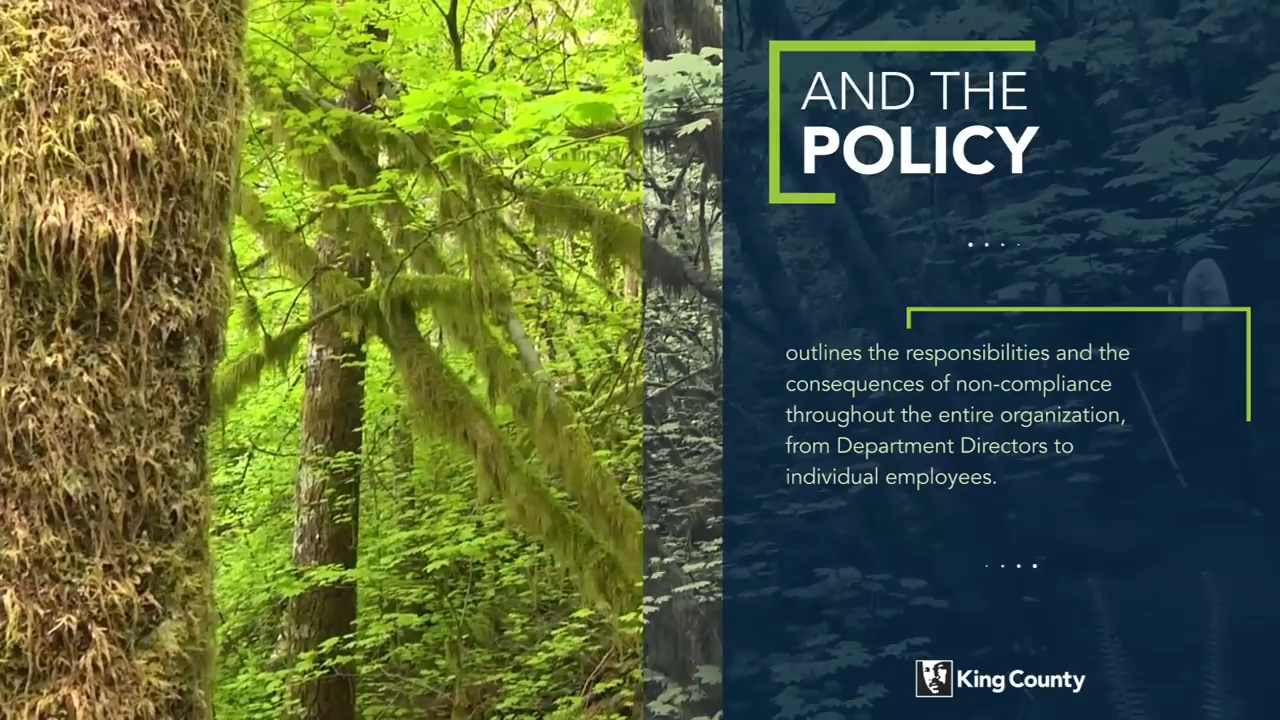 AND THE
POLICY
outlines the responsibilities and the
consequences of non-compliance
throughout the entire organization,
from Department Directors to
individual employees.
King County